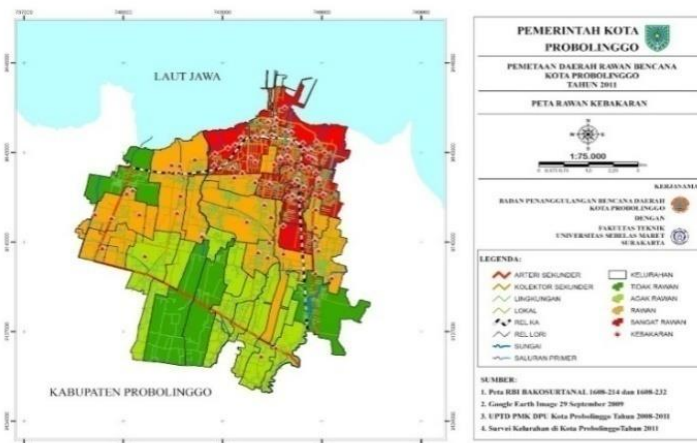 LAUT JAWA
KABUPATEN PROBOLINGGO
PEMERINTAH KOTA
PROBOLINGGO
PEMETAAN DAERAH RAWAN BENCANA
KOTA PROBOLINGGO
TAHUN 2011
PETA RAWAN KEBAKARAN
1:75.000
KERJASAMA
BADAN PENANGGULANGAN BENCANA DAERAH
KOTA PROBOLINGGO
DENGAN
FAKULTAS TEKNIK
UNIVERSITAS SEBELAS MARET
SURAKARTA
LEGENDA:
ARTERI SEKUNDER
KOLEKTOR SEKUNDER
LINGKUNGAN
LOKAL
REL KA
REL LORI
SUNGAI
SALURAN PRIMER
KELURAHAN
TIDAK RAWAN
AGAK RAWAN
RAWAN
SANGAT RAWAN
KEBAKARAN
SUMBER:
1. Peta RBI BAKOSURTANAL 1608-214 dan 1608-232
2. Google Earth Image 29 September 2009
3. UPTD PMK DPU Kota Probolinggo Tahun 2008-2011
4. Survei Kelurahan di Kota ProbolinggoTahun 2011